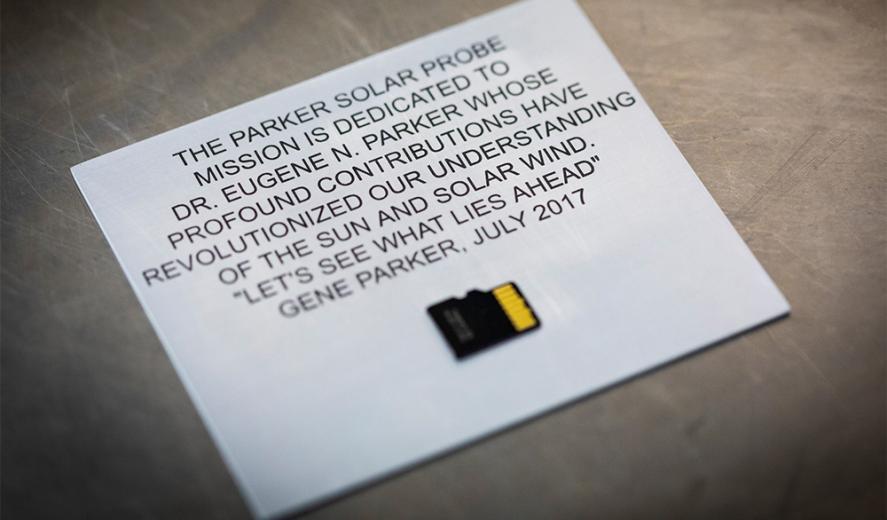 THE PARKER SOLAR PROBE
MISSION IS DEDICATED TO
DR. EUGENE N. PARKER WHOSE
PROFOUND CONTRIBUTIONS HAVE
REVOLUTIONIZED OUR UNDERSTANDING
OF THE SUN AND SOLAR WIND.
"LET'S SEE WHAT LIES AHEAD"
GENE PARKER, JULY 2017